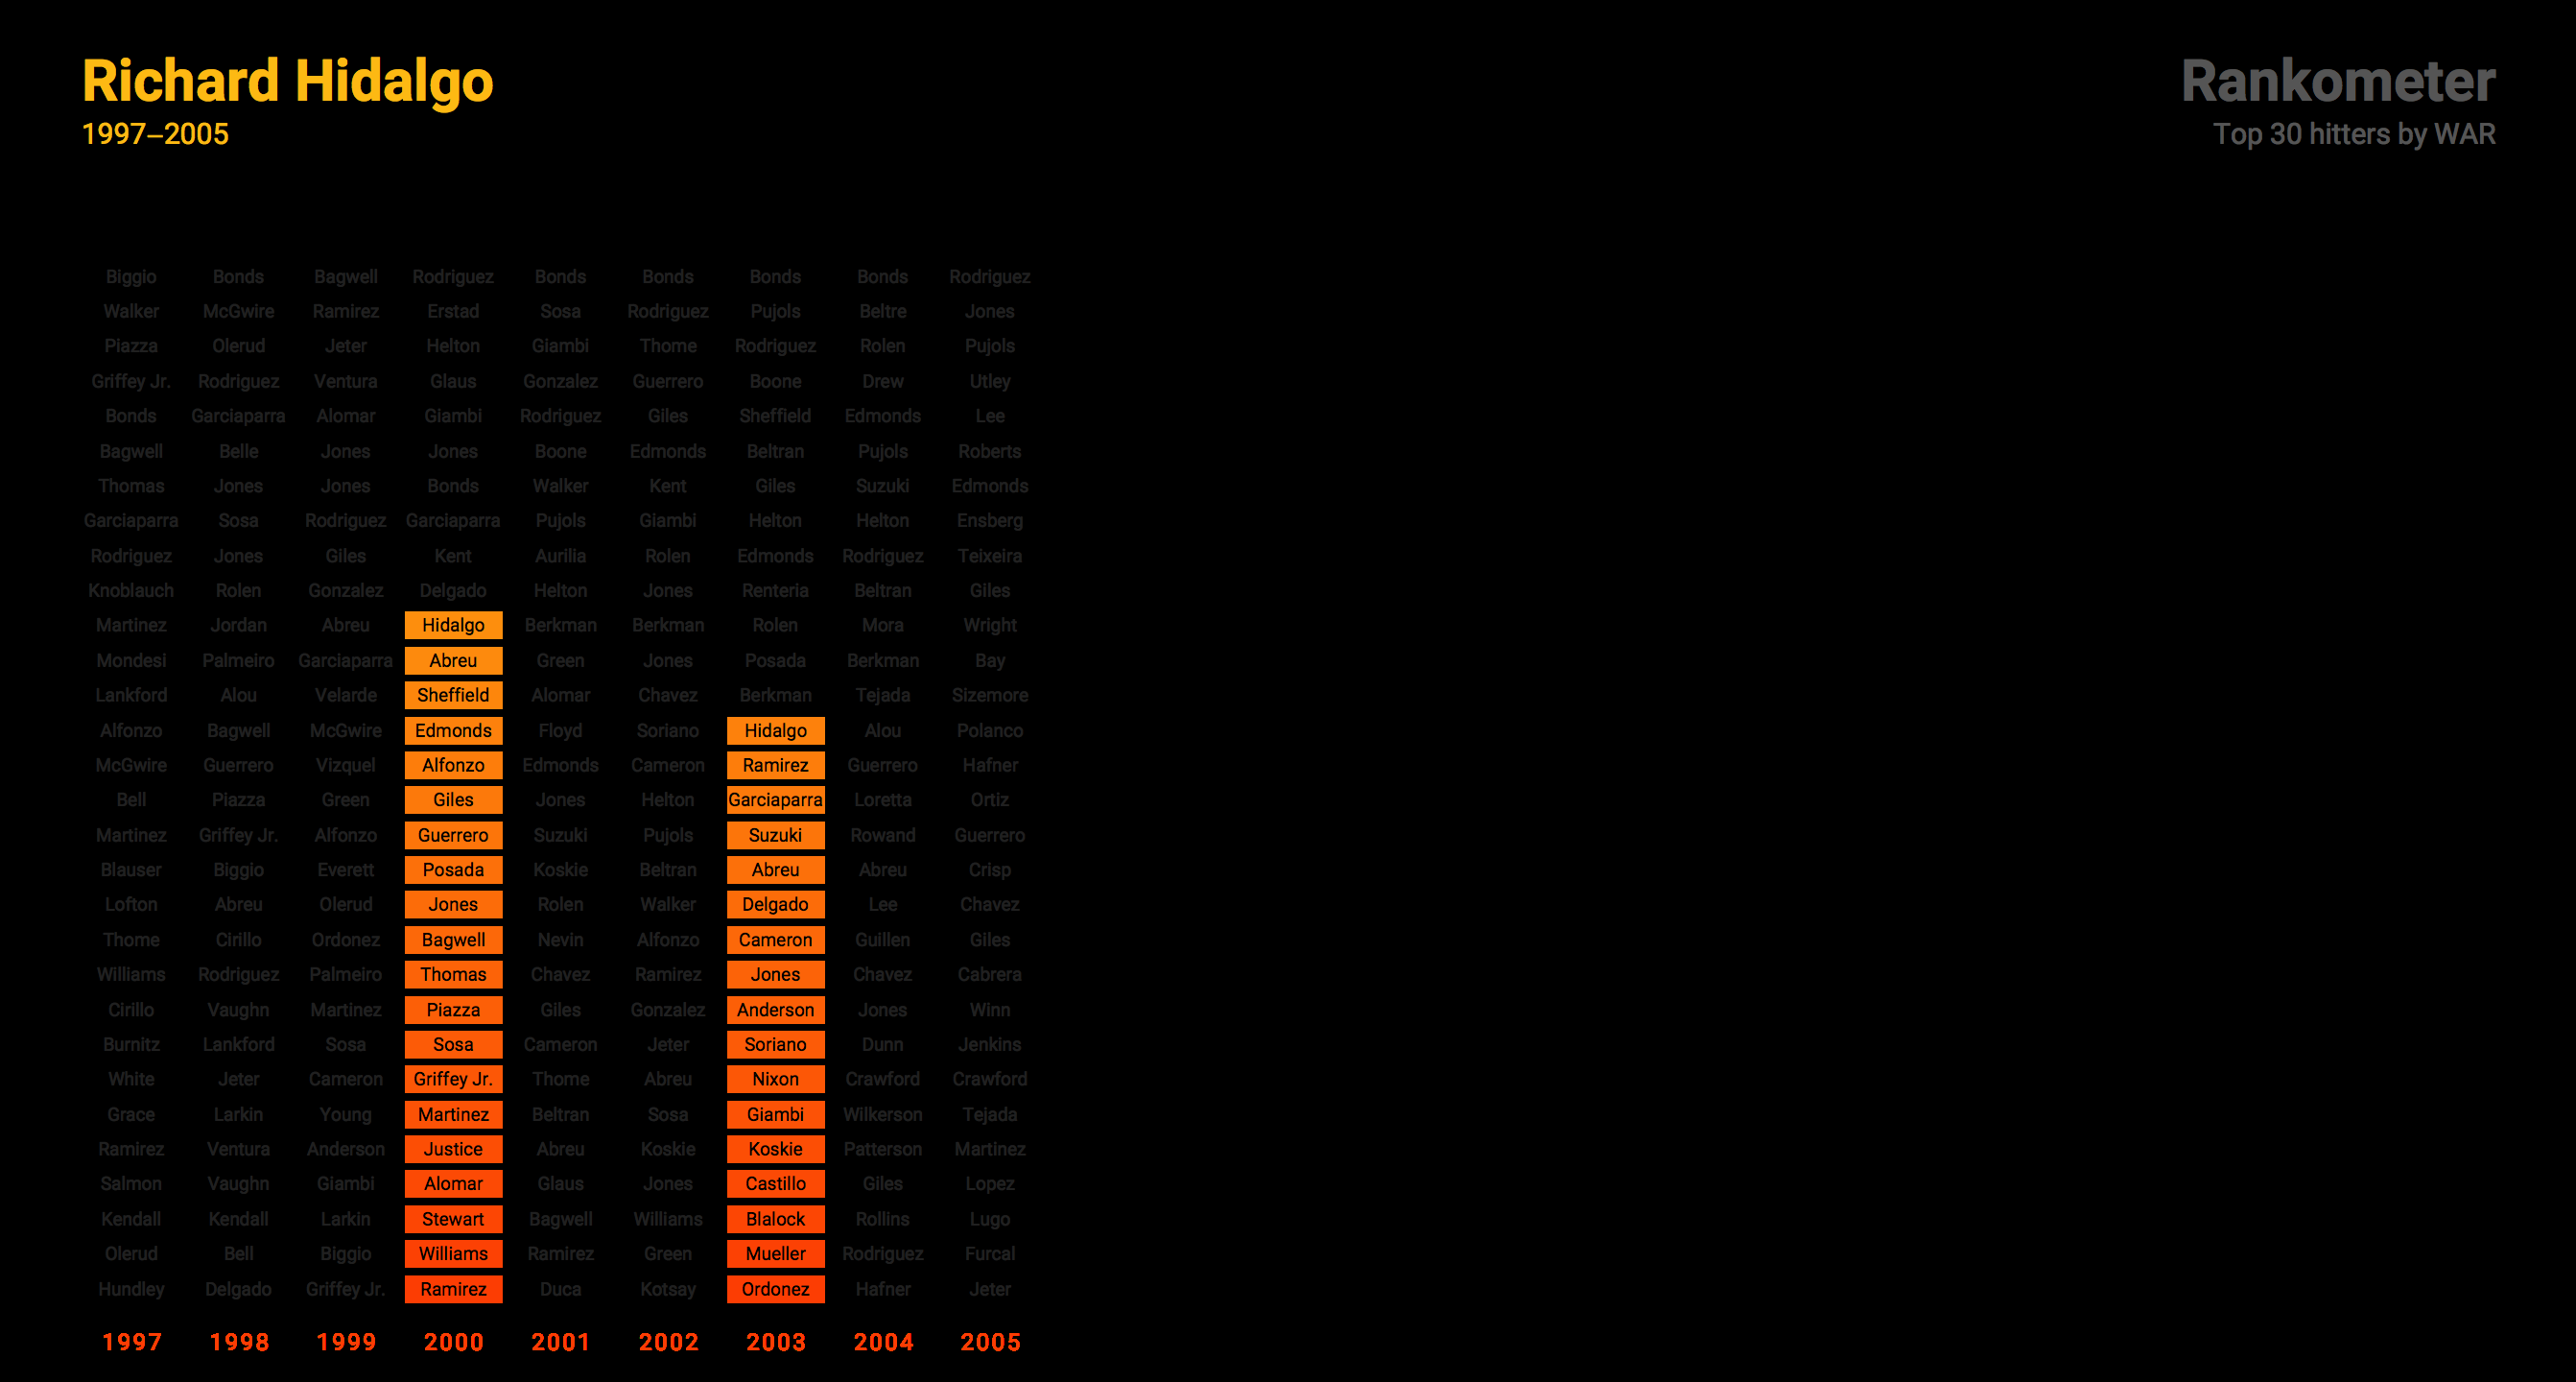 Richard Hidalgo
1997–2005
Rankometer
Top 30 hitters by WAR
Biggio Bonds Bagwell Rodriguez Bonds Bonds Bonds Bonds Rodriguez
Walker McGwire Ramirez Erstad Sosa Rodriguez Pujols Beltre Jones
Piazza Olerud Jeter Helton Giambi Thome Rodriguez Rolen Pujols
Griffey Jr. Rodriguez Ventura Glaus Gonzalez Guerrero Boone Drew Utley
Bonds Garciaparra Alomar Giambi Rodriguez Giles Sheffield Edmonds Lee
Bagwell Belle Jones Jones Boone Edmonds Beltran Pujols Roberts
Thomas Jones Jones Bonds Walker Kent Giles Suzuki Edmonds
Garciaparra Sosa Rodriguez Garciaparra Pujols Giambi Helton Helton Ensberg
Rodriguez Jones Giles Kent Aurilia Rolen Edmonds Rodriguez Teixeira
Knoblauch Rolen Gonzalez Delgado Helton Jones Renteria Beltran Giles
Martinez Jordan Abreu Hidalgo Berkman Berkman Rolen Mora Wright
Mondesi Palmeiro Garciaparra Abreu Green Jones Posada Berkman Bay
Lankford Alou Velarde Sheffield Alomar Chavez Berkman Tejada Sizemore
Alfonzo Bagwell McGwire Edmonds Floyd Soriano Hidalgo Alou Polanco
McGwire Guerrero Vizquel Alfonzo Edmonds Cameron Ramirez Guerrero Hafner
Bell Piazza Green Giles Jones Helton Garciaparra Loretta Ortiz
Martinez Griffey Jr. Alfonzo Guerrero Suzuki Pujols Suzuki Rowand Guerrero
Blauser Biggio Everett Posada Koskie Beltran Abreu Abreu Crisp
Lofton Abreu Olerud Jones Rolen Walker Delgado Lee Chavez
Thome Cirillo Ordonez Bagwell Nevin Alfonzo Cameron Guillen Giles
Williams Rodriguez Palmeiro Thomas Chavez Ramirez Jones Chavez Cabrera
Cirillo Vaughn Martinez Piazza Giles Gonzalez Anderson Jones Winn
Burnitz Lankford Sosa Sosa Cameron Jeter Soriano Dunn Jenkins
White Jeter Cameron Griffey Jr. Thome Abreu Nixon Crawford Crawford
Grace Larkin Young Martinez Beltran Sosa Giambi Wilkerson Tejada
Ramirez Ventura Anderson Justice Abreu Koskie Koskie Patterson Martinez
Salmon Vaughn Giambi Alomar Glaus Jones Castillo Giles Lopez
Kendall Kendall Larkin Stewart Bagwell Williams Blalock Rollins Lugo
Olerud Bell Biggio Williams Ramirez Green Mueller Rodriguez Furcal
Hundley Delgado Griffey Jr. Ramirez Duca Kotsay Ordonez Hafner Jeter
1997 1998 1999 2000 2001 2002 2003 2004 2005